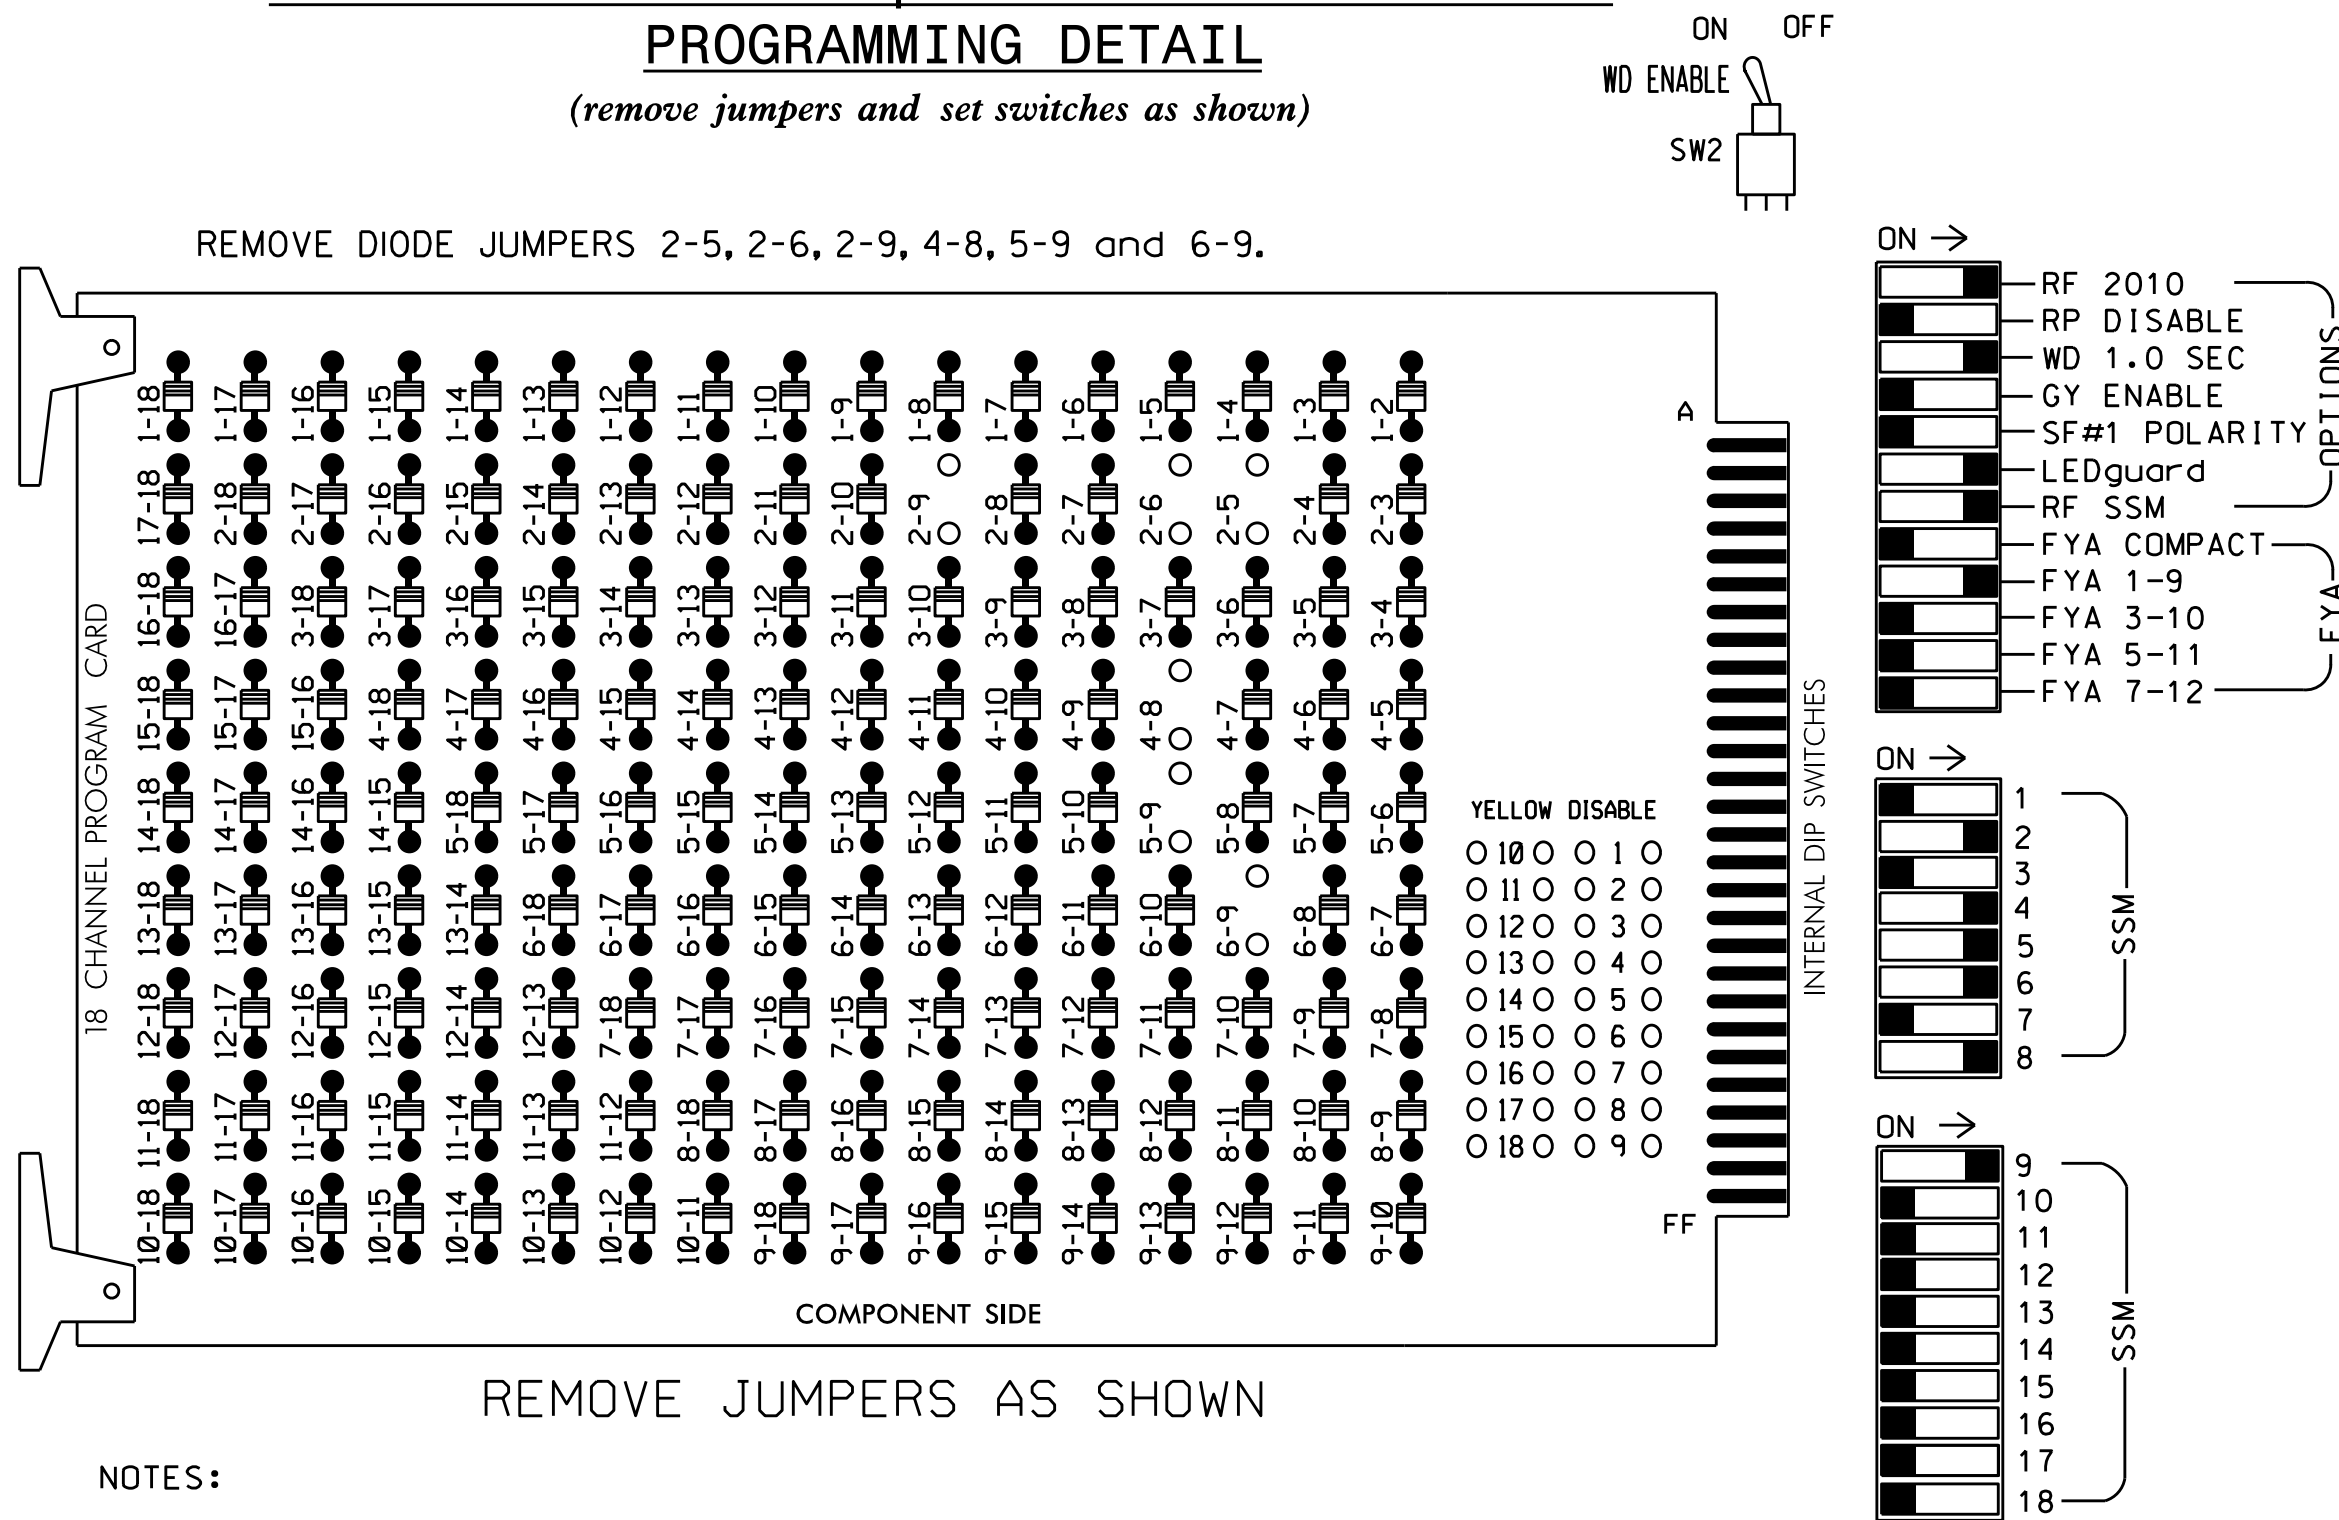 PROGRAMMING DETAIL
(remove jumpers and set switches as shown)
ON OFF
WD ENABLE
SW2
REMOVE DIODE JUMPERS 2-5, 2-6, 2-9, 4-8, 5-9 and 6-9.
18 CHANNEL PROGRAM CARD
1-18 1-17 1-16 1-15 1-14 1-13 1-12 1-11 1-10 1-9 1-8 1-7 1-6 1-5 1-4 1-3 1-2
17-18 2-18 2-17 2-16 2-15 2-14 2-13 2-12 2-11 2-10 2-9 2-8 2-7 2-6 2-5 2-4 2-3
16-18 16-17 3-18 3-17 3-16 3-15 3-14 3-13 3-12 3-11 3-10 3-9 3-8 3-7 3-6 3-5 3-4
15-18 15-17 15-16 4-18 4-17 4-16 4-15 4-14 4-13 4-12 4-11 4-10 4-9 4-8 4-7 4-6 4-5
14-18 14-17 14-16 14-15 5-18 5-17 5-16 5-15 5-14 5-13 5-12 5-11 5-10 5-9 5-8 5-7 5-6
13-18 13-17 13-16 13-15 13-14 6-18 6-17 6-16 6-15 6-14 6-13 6-12 6-11 6-10 6-9 6-8 6-7
12-18 12-17 12-16 12-15 12-14 12-13 7-18 7-17 7-16 7-15 7-14 7-13 7-12 7-11 7-10 7-9 7-8
11-18 11-17 11-16 11-15 11-14 11-13 11-12 8-18 8-17 8-16 8-15 8-14 8-13 8-12 8-11 8-10 8-9
10-18 10-17 10-16 10-15 10-14 10-13 10-12 10-11 9-18 9-17 9-16 9-15 9-14 9-13 9-12 9-11 9-10
COMPONENT SIDE
A
YELLOW DISABLE
10 1
11 2
12 3
13 4
14 5
15 6
16 7
17 8
18 9
FF
INTERNAL DIP SWITCHES
ON →
RF 2010
RP DISABLE
WD 1.0 SEC
GY ENABLE
SF#1 POLARITY
LEDguard
RF SSM
OPTIONS
FYA COMPACT
FYA 1-9
FYA 3-10
FYA 5-11
FYA 7-12
FYA
ON →
1
2
3
4
5
6
7
8
SSM
ON →
9
10
11
12
13
14
15
16
17
18
SSM
REMOVE JUMPERS AS SHOWN
NOTES: